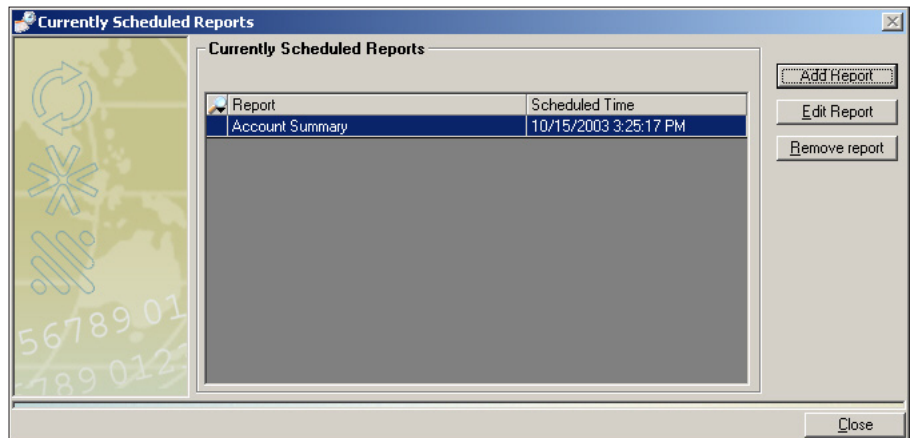 Currently Scheduled Reports
Currently Scheduled Reports
Add Report
Report Scheduled Time
Edit Report
Account Summary 10/15/2003 3:25:17 PM
Remove report
56789 01
789 012
Close